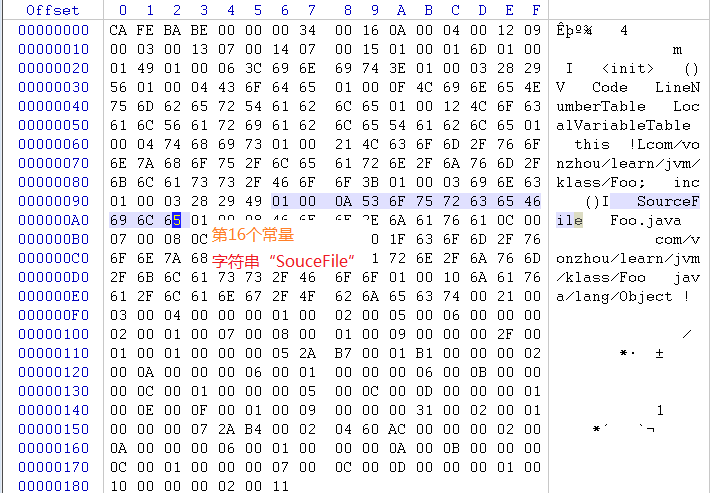 Offset 0 1 2 3 4 5 6 7 8 9 A B C D E F
00000000 CA FE BA BE 00 00 00 34 00 16 0A 00 04 00 12 09 Êþº¾ 4
00000010 00 03 00 13 07 00 14 07 00 15 01 00 01 6D 01 00 m
00000020 01 49 01 00 06 3C 69 6E 69 74 3E 01 00 03 28 29 I <init> ()
00000030 56 01 00 04 43 6F 64 65 01 00 0F 4C 69 6E 65 4E V Code LineN
00000040 75 6D 62 65 72 54 61 62 6C 65 01 00 12 4C 6F 63 umberTable Loc
00000050 61 6C 56 61 72 69 61 62 6C 65 54 61 62 6C 65 01 alVariableTable
00000060 00 04 74 68 69 73 01 00 21 4C 63 6F 6D 2F 76 6F this !Lcom/vo
00000070 6E 7A 68 6F 75 2F 6C 65 61 72 6E 2F 6A 76 6D 2F nzhou/learn/jvm/
00000080 6B 6C 61 73 73 2F 46 6F 6F 3B 01 00 03 69 6E 63 klass/Foo; inc
00000090 01 00 03 28 29 49 01 00 0A 53 6F 75 72 63 65 46 ()I SourceF
000000A0 69 6C 65 01 00 08 46 6F 6F 2E 6A 61 76 61 0C 00 ile Foo.java
000000B0 07 00 08 0C 1F 63 6F 6D 2F 76 com/v
000000C0 6F 6E 7A 68 72 6E 2F 6A 76 6D onzhou/learn/jvm
000000D0 2F 6B 6C 61 73 73 2F 46 6F 6F 01 00 10 6A 61 76 /klass/Foo jav
000000E0 61 2F 6C 61 6E 67 2F 4F 62 6A 65 63 74 00 21 00 a/lang/Object !
000000F0 03 00 04 00 00 00 01 00 02 00 05 00 06 00 00 00
00000100 02 00 01 00 07 00 08 00 01 00 09 00 00 00 2F 00 /
00000110 01 00 01 00 00 00 05 2A B7 00 01 B1 00 00 00 02 *· ±
00000120 00 0A 00 00 00 06 00 01 00 00 00 06 00 0B 00 00
00000130 00 0C 00 01 00 00 00 05 00 0C 00 0D 00 00 00 01
00000140 00 0E 00 0F 00 01 00 09 00 00 00 31 00 02 00 01 1
00000150 00 00 00 07 2A B4 00 02 04 60 AC 00 00 00 02 00 *´ `¬
00000160 0A 00 00 00 06 00 01 00 00 00 0A 00 0B 00 00 00
00000170 0C 00 01 00 00 00 07 00 0C 00 0D 00 00 00 01 00
00000180 10 00 00 00 02 00 11
第16个常量
字符串“SouceFile”